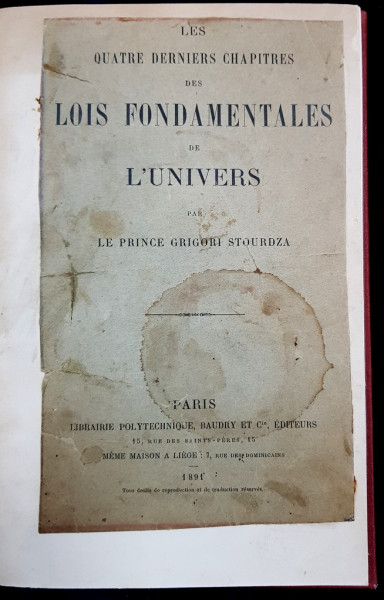 LES
QUATRE DERNIERS CHAPITRES
DES
LOIS FONDAMENTALES
DE
L'UNIVERS
PAR
LE PRINCE GRIGORI STOURDZA
PARIS
LIBRAIRIE POLYTECHNIQUE, BAUDRY ET Cie, ÉDITEURS
15, RUE DES SAINTS-PÈRES, 15
MÊME MAISON A LIÉGE : 7, RUE DES DOMINICAINS
1891
Tous droits de reproduction et de traduction réservés.